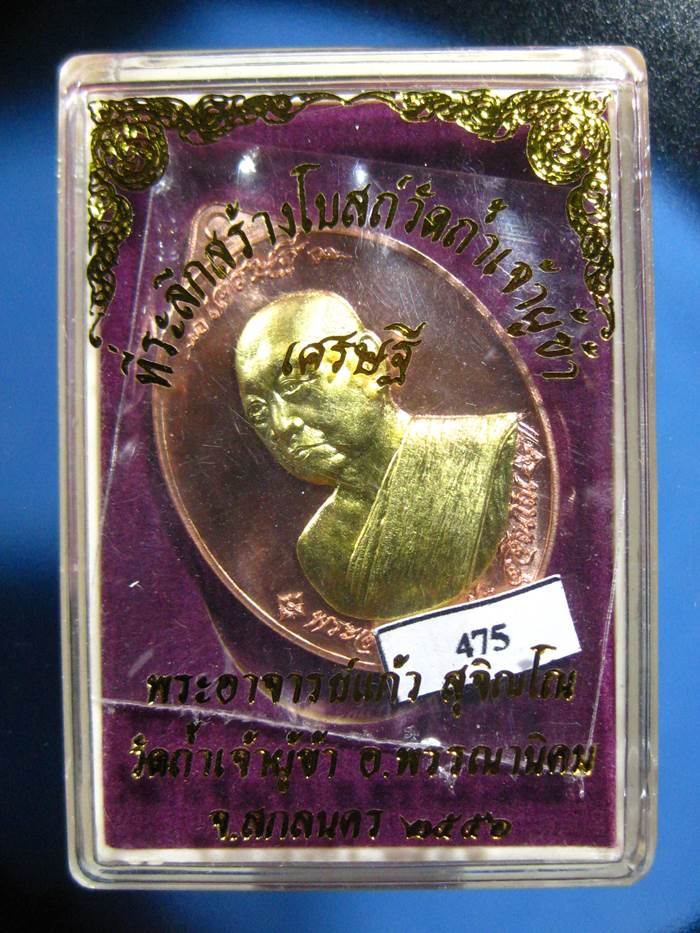 ที่ระลึกสร้างโบสถ์วัดถ้ำเจ้าผู้ข้า
เศรษฐี
475
พระอาจารย์แก้ว สุจิณโณ
วัดถ้ำเจ้าผู้ข้า อ.พรรณานิคม
จ.สกลนคร ๒๕๕๖